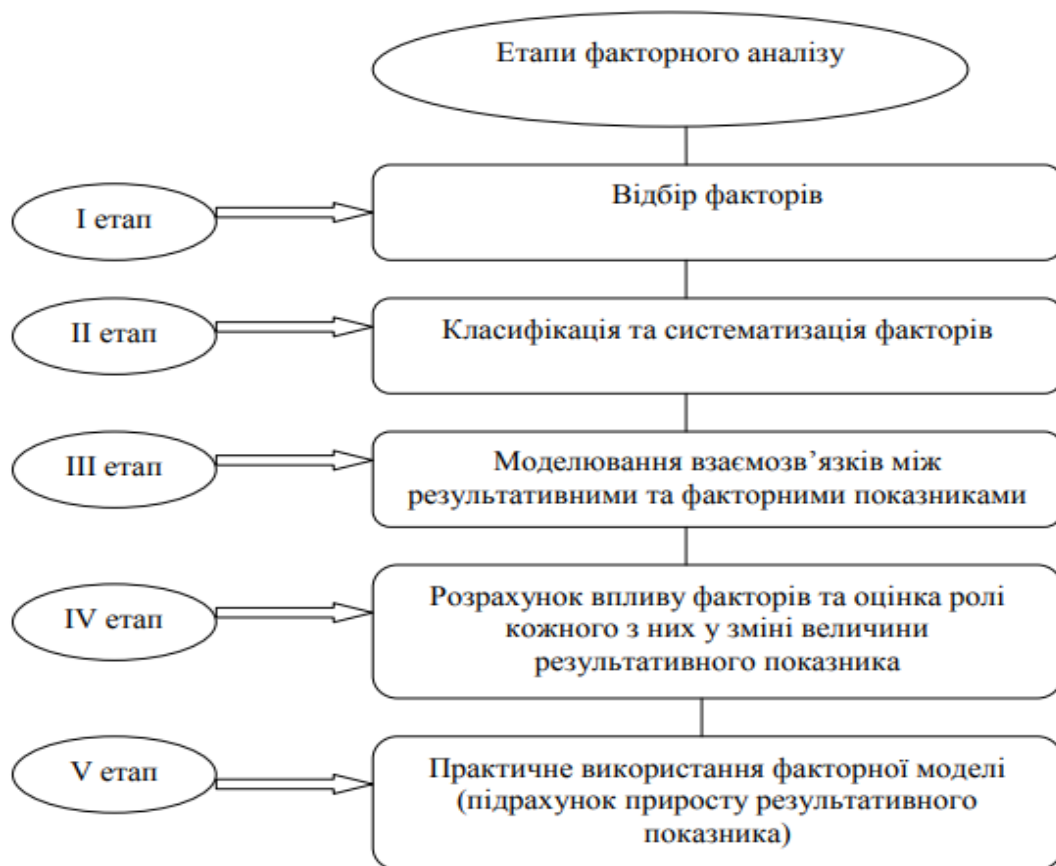 Етапи факторного аналізу
І етап
Відбір факторів
ІІ етап
Класифікація та систематизація факторів
ІІІ етап
Моделювання взаємозв’язків між
результативними та факторними показниками
IV етап
Розрахунок впливу факторів та оцінка ролі
кожного з них у зміні величини
результативного показника
V етап
Практичне використання факторної моделі
(підрахунок приросту результативного
показника)